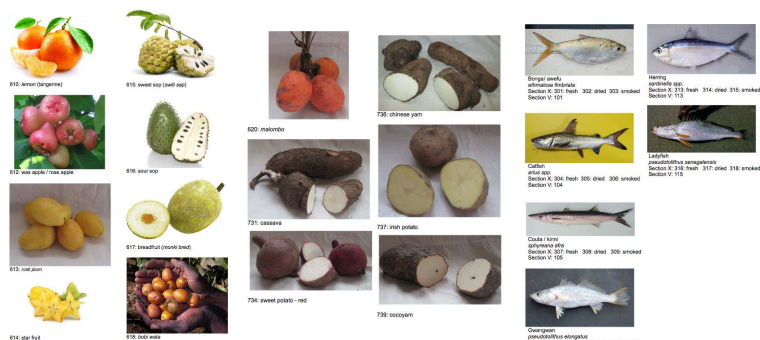 610: lemon (tangerine)
612: wax apple / rose apple
613: rosti plum
614: star fruit
615: sweet sop (swit sap)
616: sour sop
617: breadfruit (monki bred)
618: bobi wata
620: malombo
731: cassava
734: sweet potato - red
736: chinese yam
737: irish potato
739: cocoyam
Bonga/ awefu
ethmalosa fimbriata
Section X: 301: fresh 302: dried 303: smoked
Section V: 101
Catfish
arius spp.
Section X: 304: fresh 305: dried 306: smoked
Section V: 104
Couta / kinni
sphyreana afra
Section X: 307: fresh 308: dried 309: smoked
Section V: 105
Gwangwan
pseudotolithus elongatus
Herring
sardinella spp.
Section X: 313: fresh 314: dried 315: smoked
Section V: 113
Ladyfish
pseudotolithus senegalensis
Section X: 316: fresh 317: dried 318: smoked
Section V: 115